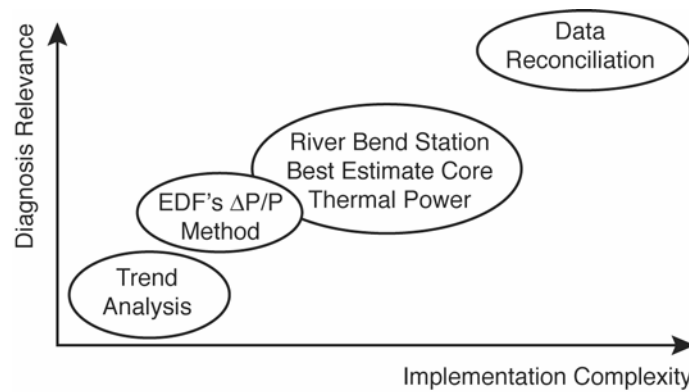 Data
Reconciliation
River Bend Station
Best Estimate Core
Thermal Power
EDF's ΔP/P
Method
Trend
Analysis
Diagnosis Relevance
Implementation Complexity